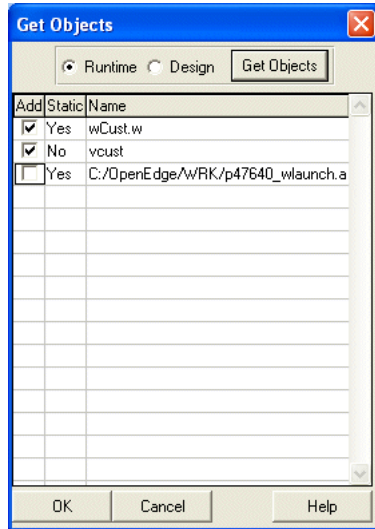 Get Objects
Runtime Design Get Objects
Add Static Name
Yes wCust.w
No vcust
Yes C:/OpenEdge/WRK/p47640_wlaunch.a
OK Cancel Help